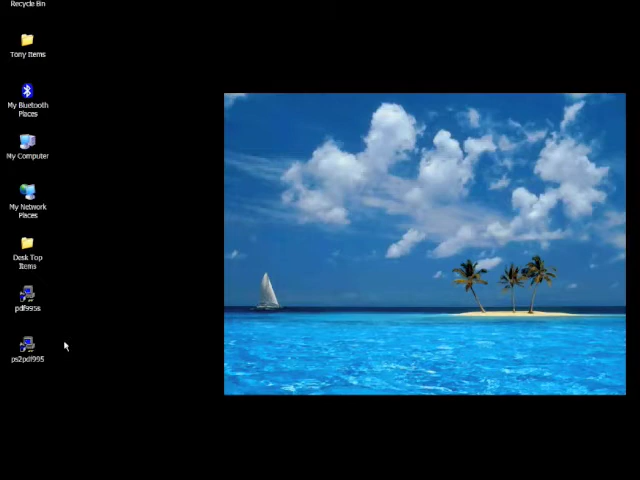 Recycle Bin
Tony Items
My Bluetooth
Places
My Computer
My Network
Places
Desk Top
Items
pdf995s
ps2pdf995